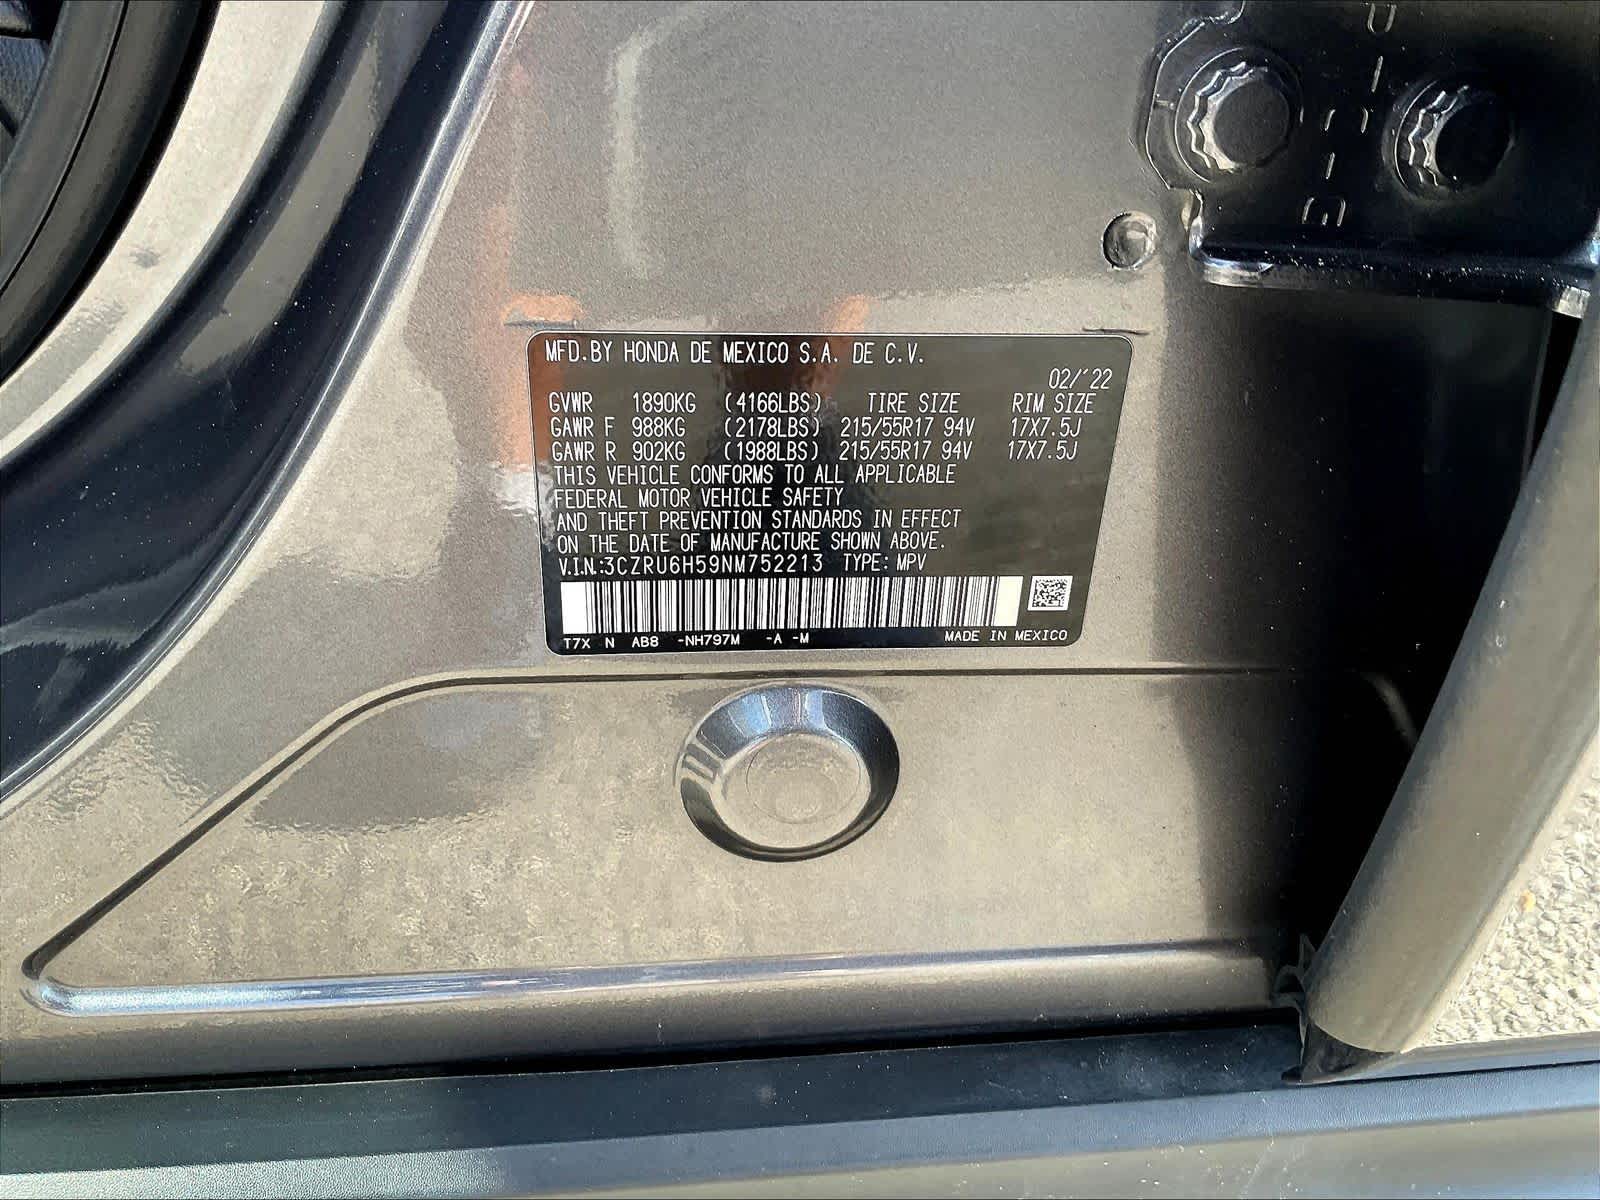 MFD.BY HONDA DE MEXICO S.A. DE C.V.
02/'22
GVWR 1890KG (4166LBS) TIRE SIZE RIM SIZE
GAWR F 988KG (2178LBS) 215/55R17 94V 17X7.5J
GAWR R 902KG (1988LBS) 215/55R17 94V 17X7.5J
THIS VEHICLE CONFORMS TO ALL APPLICABLE
FEDERAL MOTOR VEHICLE SAFETY
AND THEFT PREVENTION STANDARDS IN EFFECT
ON THE DATE OF MANUFACTURE SHOWN ABOVE.
V.I.N.:3CZRU6H59NM752213 TYPE: MPV
T7X N AB8 -NH797M -A -M MADE IN MEXICO